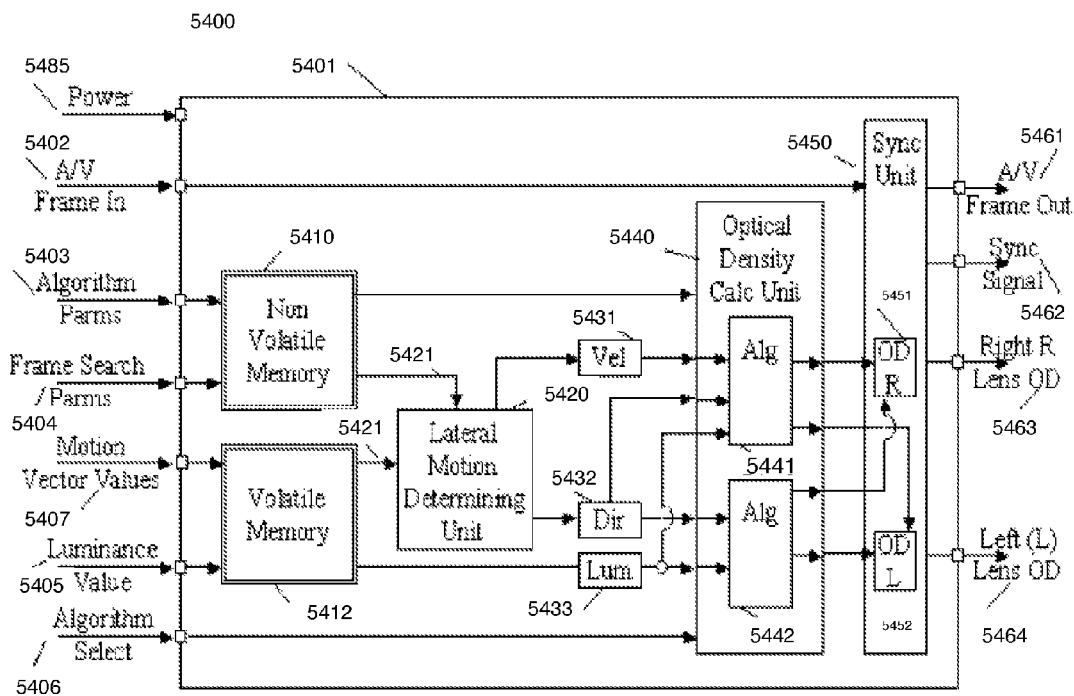 5400
5485
Power
5401
5402
A/V
Frame In
5450
Sync
Unit
5461
A/V
Frame Out
5403
Algorithm
Parms
5410
Non
Volatile
Memory
5440
Optical
Density
Calc Unit
Sync
Signal
5462
5431
Vel
Alg
5441
5451
OD
R
Right R
Lens OD
5463
Frame Search
Parms
5404
5421
5420
Lateral
Motion
Determining
Unit
Motion
Vector Values
5407
5421
Volatile
Memory
5412
5432
Dir
Alg
5442
Luminance
Value
5405
Lum
5433
OD
L
5452
Left (L)
Lens OD
5464
Algorithm
Select
5406